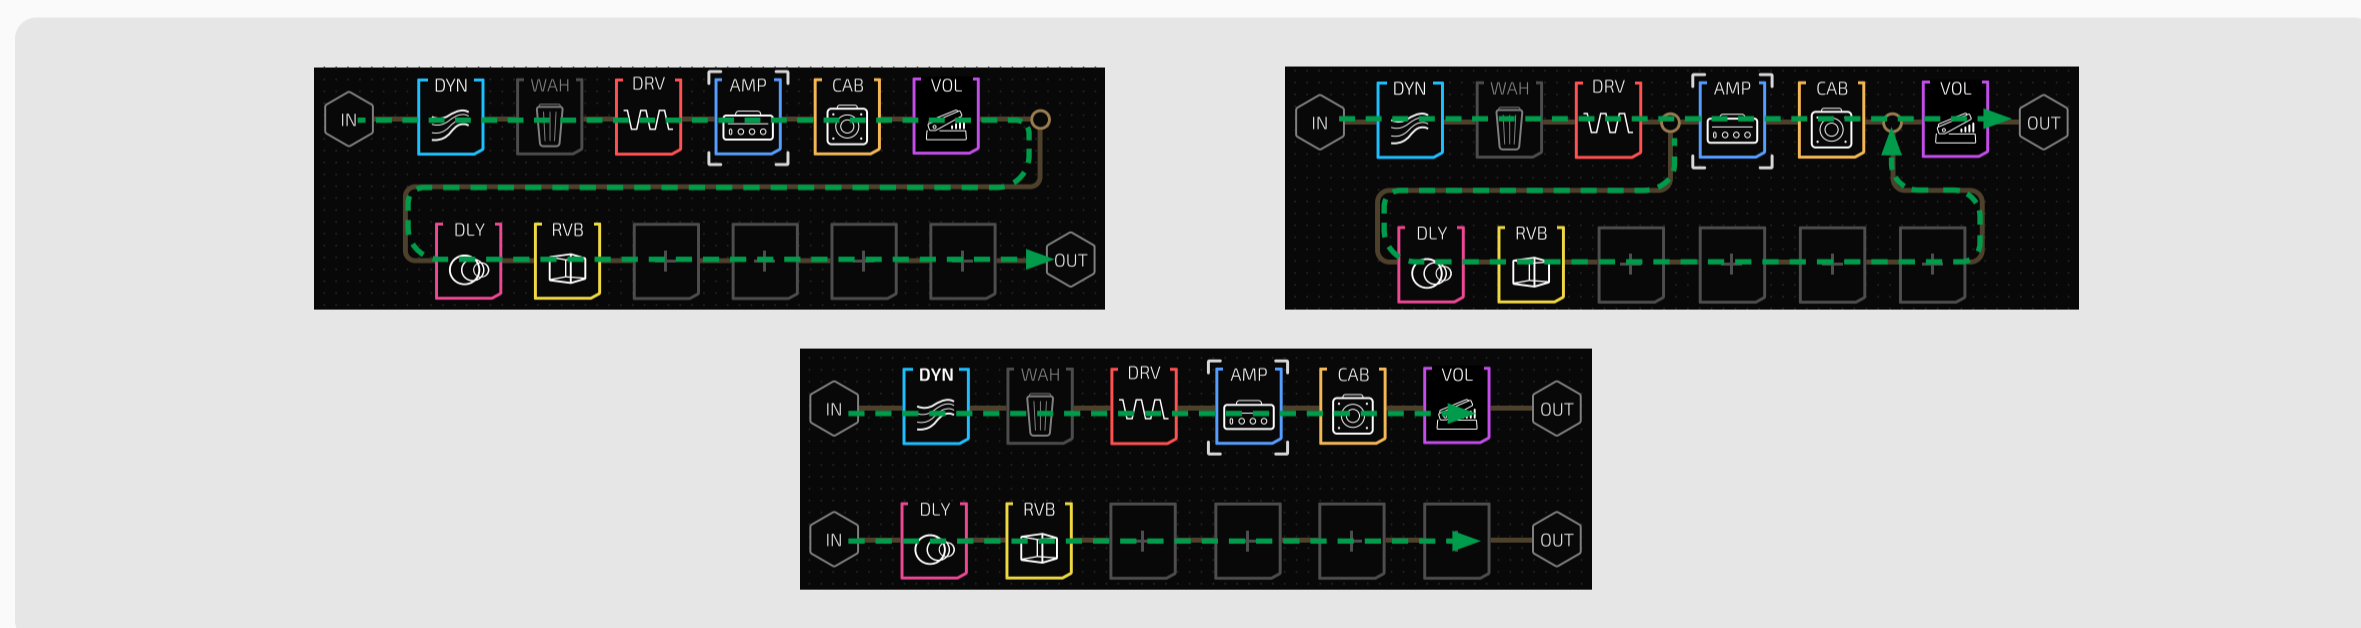 IN DYN WAH DRV AMP CAB VOL
DLY RVB OUT
IN DYN WAH DRV AMP CAB VOL OUT
DLY RVB
IN DYN WAH DRV AMP CAB VOL OUT
IN DLY RVB OUT